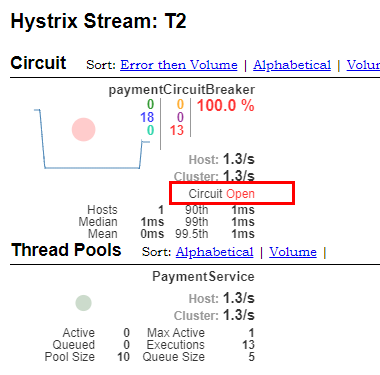 Hystrix Stream: T2
Circuit Sort: Error then Volume | Alphabetical |
paymentCircuitBreaker
0 0 100.0 %
18 0
0 13
Host: 1.3/s
Cluster: 1.3/s
Circuit Open
Hosts 1 90th 1ms
Median 1ms 99th 1ms
Mean 0ms 99.5th 1ms
Thread Pools Sort: Alphabetical | Volume |
PaymentService
Host: 1.3/s
Cluster: 1.3/s
Active 0 Max Active 1
Queued 0 Executions 13
Pool Size 10 Queue Size 5